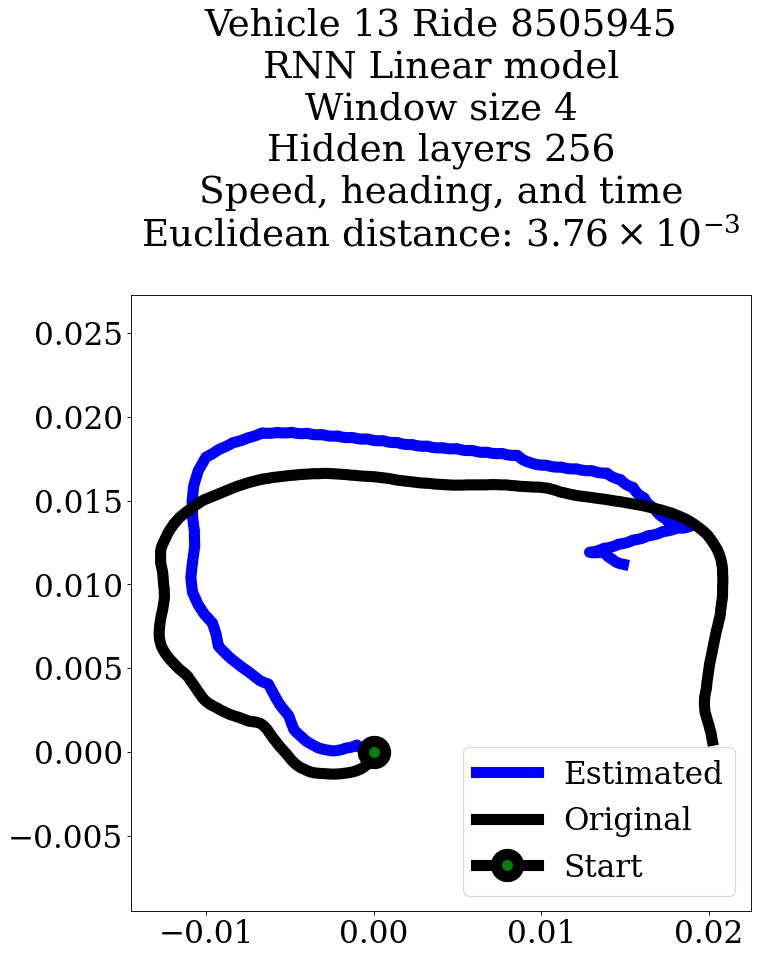 Vehicle 13 Ride 8505945
RNN Linear model
Window size 4
Hidden layers 256
Speed, heading, and time
Euclidean distance: 3.76 × 10⁻³
0.025
0.020
0.015
0.010
0.005
0.000
−0.005
Estimated
Original
Start
−0.01 0.00 0.01 0.02